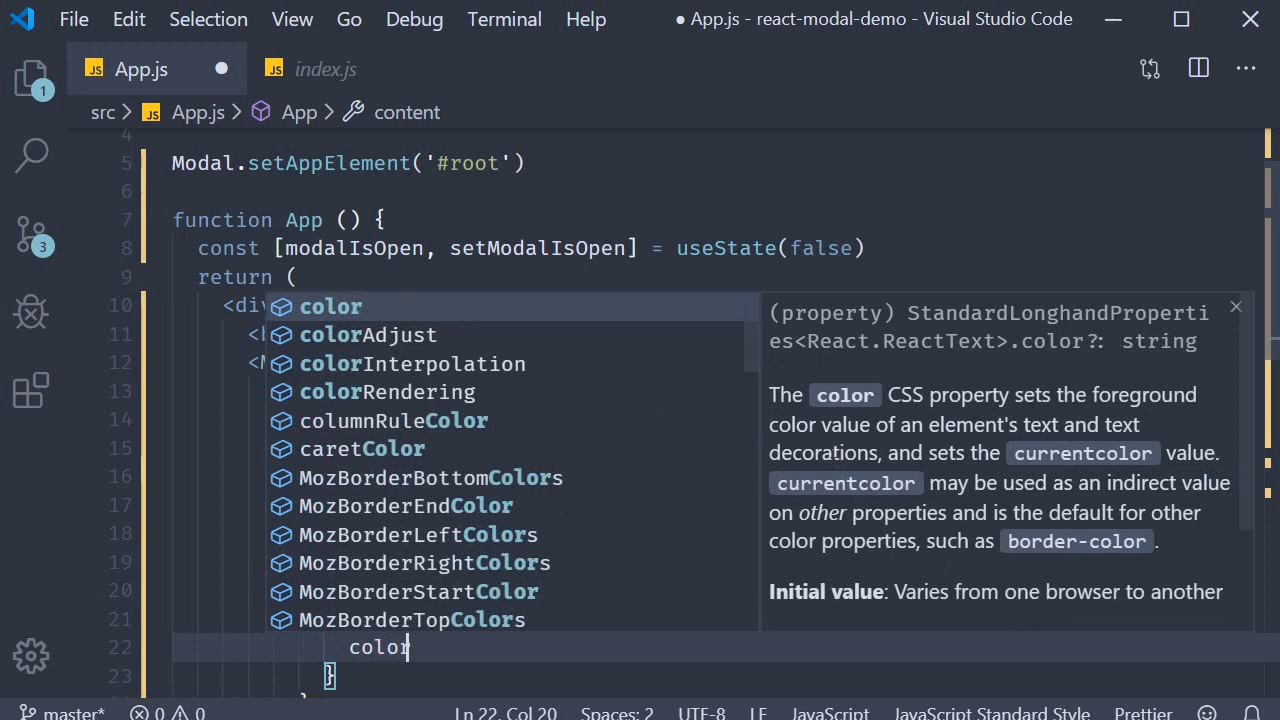 File Edit Selection View Go Debug Terminal Help ● App.js - react-modal-demo - Visual Studio Code
JS App.js ● JS index.js
src > JS App.js > App > content
1
3
4
5 Modal.setAppElement('#root')
6
7 function App () {
8 const [modalIsOpen, setModalIsOpen] = useState(false)
9 return (
10 <div
11 <h
12
13
14
15
16
17
18
19
20
21
22 color
23 }
color
colorAdjust
colorInterpolation
colorRendering
columnRuleColor
caretColor
MozBorderBottomColors
MozBorderEndColor
MozBorderLeftColors
MozBorderRightColors
MozBorderStartColor
MozBorderTopColors
(property) StandardLonghandProperti
es<React.ReactText>.color?: string
The color CSS property sets the foreground
color value of an element's text and text
decorations, and sets the currentcolor value.
currentcolor may be used as an indirect value
on other properties and is the default for other
color properties, such as border-color.
Initial value: Varies from one browser to another
master* 0 0 Ln 22, Col 20 Spaces: 2 UTF-8 LF JavaScript JavaScript Standard Style Prettier